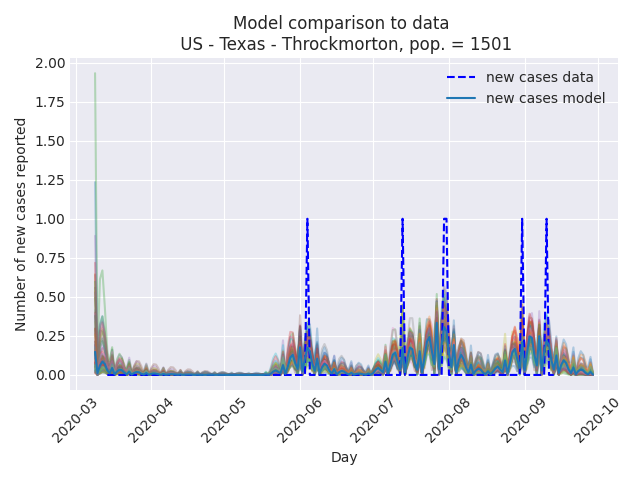 Model comparison to data
US - Texas - Throckmorton, pop. = 1501
new cases data
new cases model
Number of new cases reported
2.00
1.75
1.50
1.25
1.00
0.75
0.50
0.25
0.00
2020-03
2020-04
2020-05
2020-06
2020-07
2020-08
2020-09
2020-10
Day